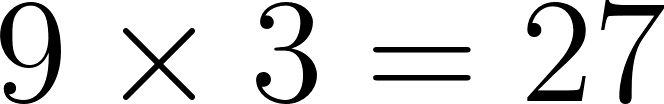 9 × 3 = 27